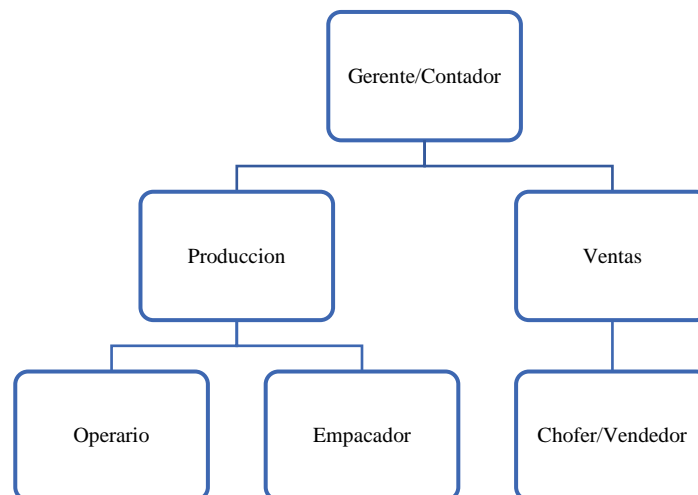 Gerente/Contador
Produccion
Ventas
Operario
Empacador
Chofer/Vendedor